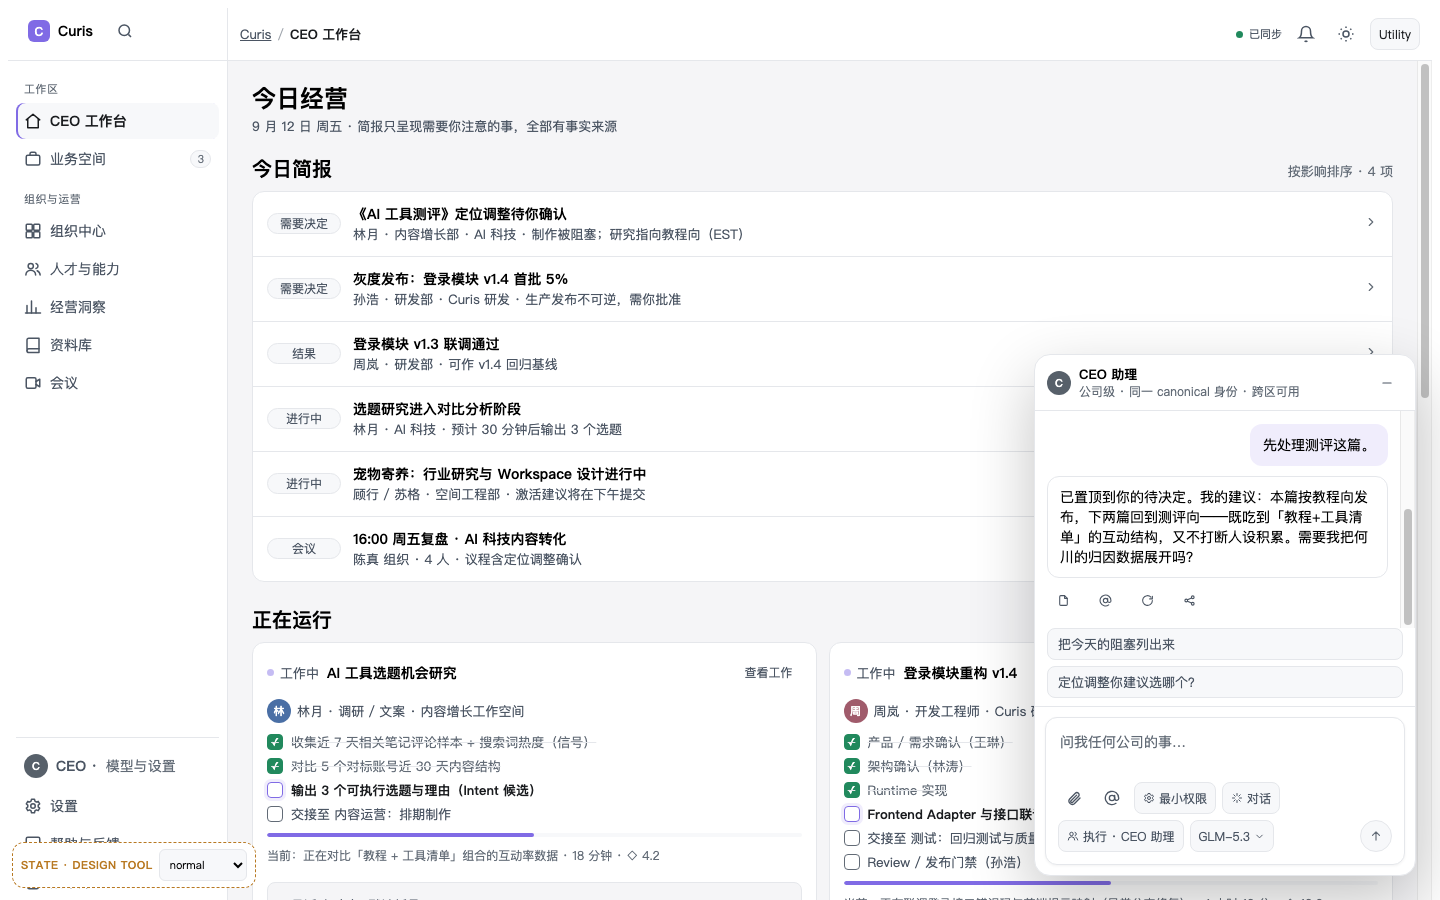 C Curis
Curis / CEO 工作台
已同步
Utility
工作区
CEO 工作台
业务空间 3
组织与运营
组织中心
人才与能力
经营洞察
资料库
会议
C CEO · 模型与设置
设置
帮助与反馈
STATE · DESIGN TOOL normal
今日经营
9 月 12 日 周五 · 简报只呈现需要你注意的事，全部有事实来源
今日简报
按影响排序 · 4 项
需要决定
《AI 工具测评》定位调整待你确认
林月 · 内容增长部 · AI 科技 · 制作被阻塞；研究指向教程向（EST）
需要决定
灰度发布：登录模块 v1.4 首批 5%
孙浩 · 研发部 · Curis 研发 · 生产发布不可逆，需你批准
结果
登录模块 v1.3 联调通过
周岚 · 研发部 · 可作 v1.4 回归基线
进行中
选题研究进入对比分析阶段
林月 · AI 科技 · 预计 30 分钟后输出 3 个选题
进行中
宠物寄养：行业研究与 Workspace 设计进行中
顾行 / 苏格 · 空间工程部 · 激活建议将在下午提交
会议
16:00 周五复盘 · AI 科技内容转化
陈真 组织 · 4 人 · 议程含定位调整确认
正在运行
工作中 AI 工具选题机会研究
查看工作
林 林月 · 调研 / 文案 · 内容增长工作空间
收集近 7 天相关笔记评论样本 + 搜索词热度（信号）
对比 5 个对标账号近 30 天内容结构
输出 3 个可执行选题与理由（Intent 候选）
交接至 内容运营：排期制作
当前：正在对比「教程 + 工具清单」组合的互动率数据 · 18 分钟 · ◇ 4.2
工作中 登录模块重构 v1.4
周 周岚 · 开发工程师 · Curis
产品 / 需求确认（王琳）
架构确认（林涛）
Runtime 实现
Frontend Adapter 与接口联
交接至 测试：回归测试与质
Review / 发布门禁（孙浩）
C CEO 助理
公司级 · 同一 canonical 身份 · 跨区可用
先处理测评这篇。
已置顶到你的待决定。我的建议：本篇按教程向发
布，下两篇回到测评向——既吃到「教程+工具清
单」的互动结构，又不打断人设积累。需要我把何
川的归因数据展开吗？
把今天的阻塞列出来
定位调整你建议选哪个？
问我任何公司的事…
最小权限
对话
执行 · CEO 助理
GLM-5.3